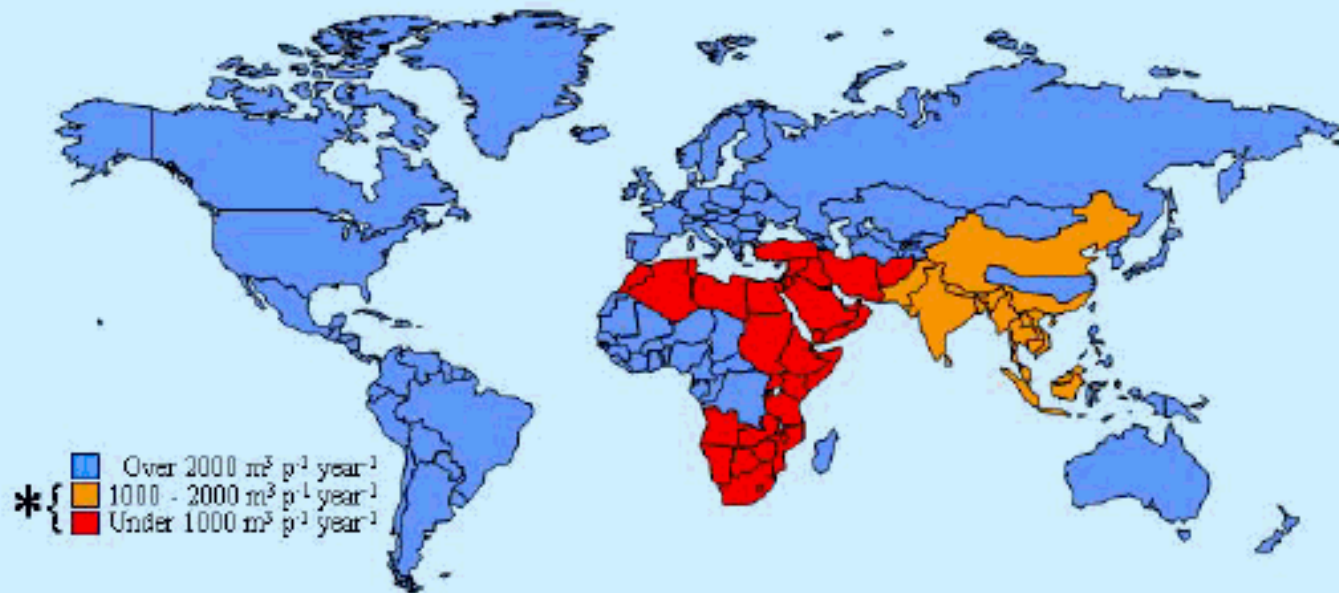 Over 2000 m³ p⁻¹ year⁻¹
* { 1000 - 2000 m³ p⁻¹ year⁻¹
Under 1000 m³ p⁻¹ year⁻¹